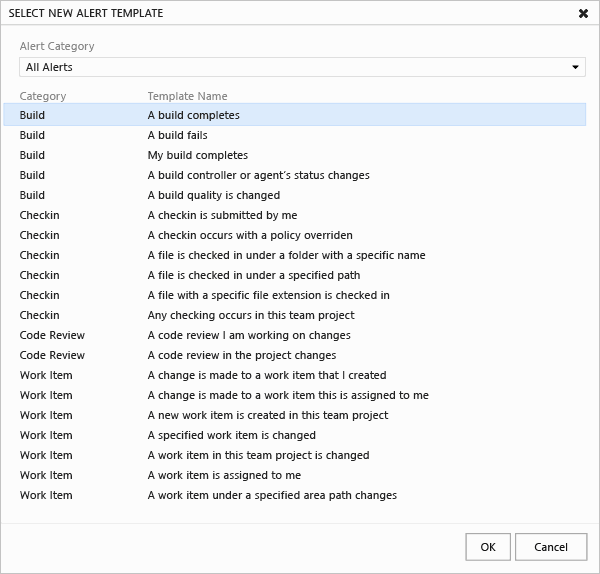 SELECT NEW ALERT TEMPLATE
Alert Category
All Alerts
Category Template Name
Build A build completes
Build A build fails
Build My build completes
Build A build controller or agent's status changes
Build A build quality is changed
Checkin A checkin is submitted by me
Checkin A checkin occurs with a policy overriden
Checkin A file is checked in under a folder with a specific name
Checkin A file is checked in under a specified path
Checkin A file with a specific file extension is checked in
Checkin Any checking occurs in this team project
Code Review A code review I am working on changes
Code Review A code review in the project changes
Work Item A change is made to a work item that I created
Work Item A change is made to a work item this is assigned to me
Work Item A new work item is created in this team project
Work Item A specified work item is changed
Work Item A work item in this team project is changed
Work Item A work item is assigned to me
Work Item A work item under a specified area path changes
OK Cancel